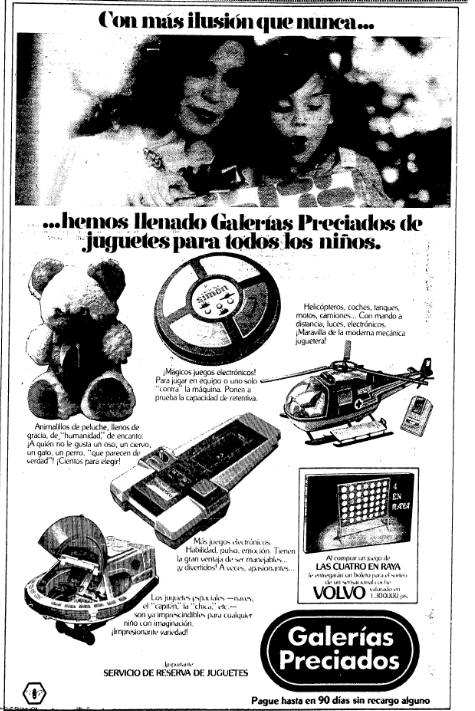 Con más ilusión que nunca...
...hemos llenado Galerías Preciados de
juguetes para todos los niños.
simon
Helicópteros, coches, tanques,
motos, camiones... Con mando a
distancia, luces, electrónicos.
¡Maravilla de la moderna mecánica
juguetera!
¡Mágicos juegos electrónicos!
Para jugar en equipo o uno solo
"contra" la máquina. Ponen a
prueba la capacidad de retentiva.
Animalillos de peluche, llenos de
gracia, de "humanidad," de encanto.
¿A quién no le gusta un oso, un ciervo,
un gato, un perro, "que parecen de
verdad"? ¡Cientos para elegir!
4
EN
RAYA
Más juegos electrónicos.
Habilidad, pulso, emoción. Tienen
la gran ventaja de ser manejables...
¡y divertidos! A veces, apasionantes...
Al comprar un juego de
LAS CUATRO EN RAYA
le entregarán un boleto para el sorteo
de un sensacional coche
VOLVO valorado en
1.300.000 pts.
Los juguetes espaciales —naves,
el "capitán," la "chica," etc.—
son ya imprescindibles para cualquier
niño con imaginación.
¡Impresionante variedad!
Galerías
Preciados
Importante
SERVICIO DE RESERVA DE JUGUETES
Pague hasta en 90 días sin recargo alguno